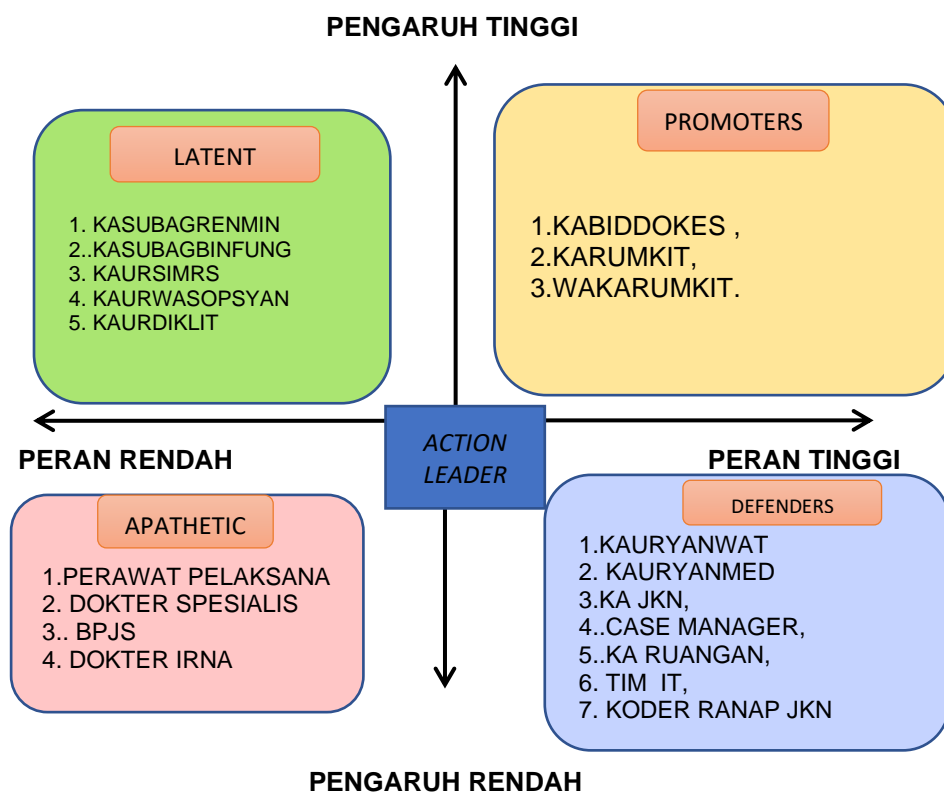 PENGARUH TINGGI
LATENT
1. KASUBAGRENMIN
2..KASUBAGBINFUNG
3. KAURSIMRS
4. KAURWASOPSYAN
5. KAURDIKLIT
PROMOTERS
1.KABIDDOKES ,
2.KARUMKIT,
3.WAKARUMKIT.
ACTION
LEADER
PERAN RENDAH
PERAN TINGGI
APATHETIC
1.PERAWAT PELAKSANA
2. DOKTER SPESIALIS
3.. BPJS
4. DOKTER IRNA
DEFENDERS
1.KAURYANWAT
2. KAURYANMED
3.KA JKN,
4..CASE MANAGER,
5..KA RUANGAN,
6. TIM IT,
7. KODER RANAP JKN
PENGARUH RENDAH